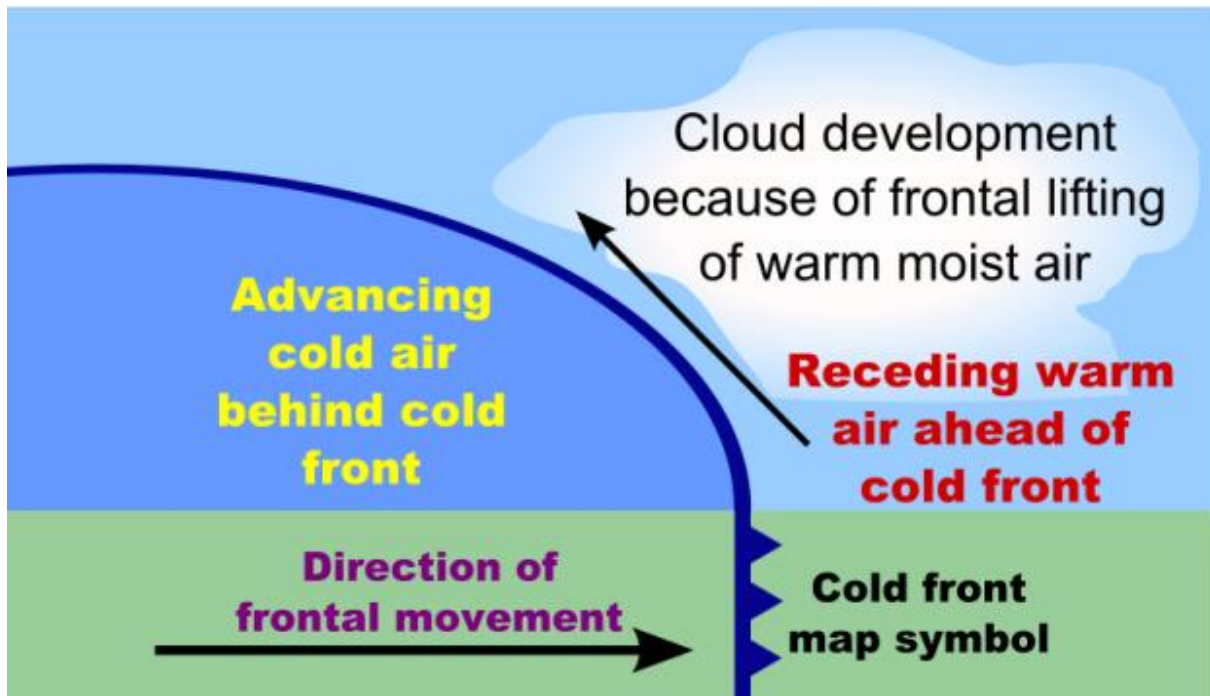 Cloud development
because of frontal lifting
of warm moist air
Advancing
cold air
behind cold
front
Receding warm
air ahead of
cold front
Direction of
frontal movement
Cold front
map symbol